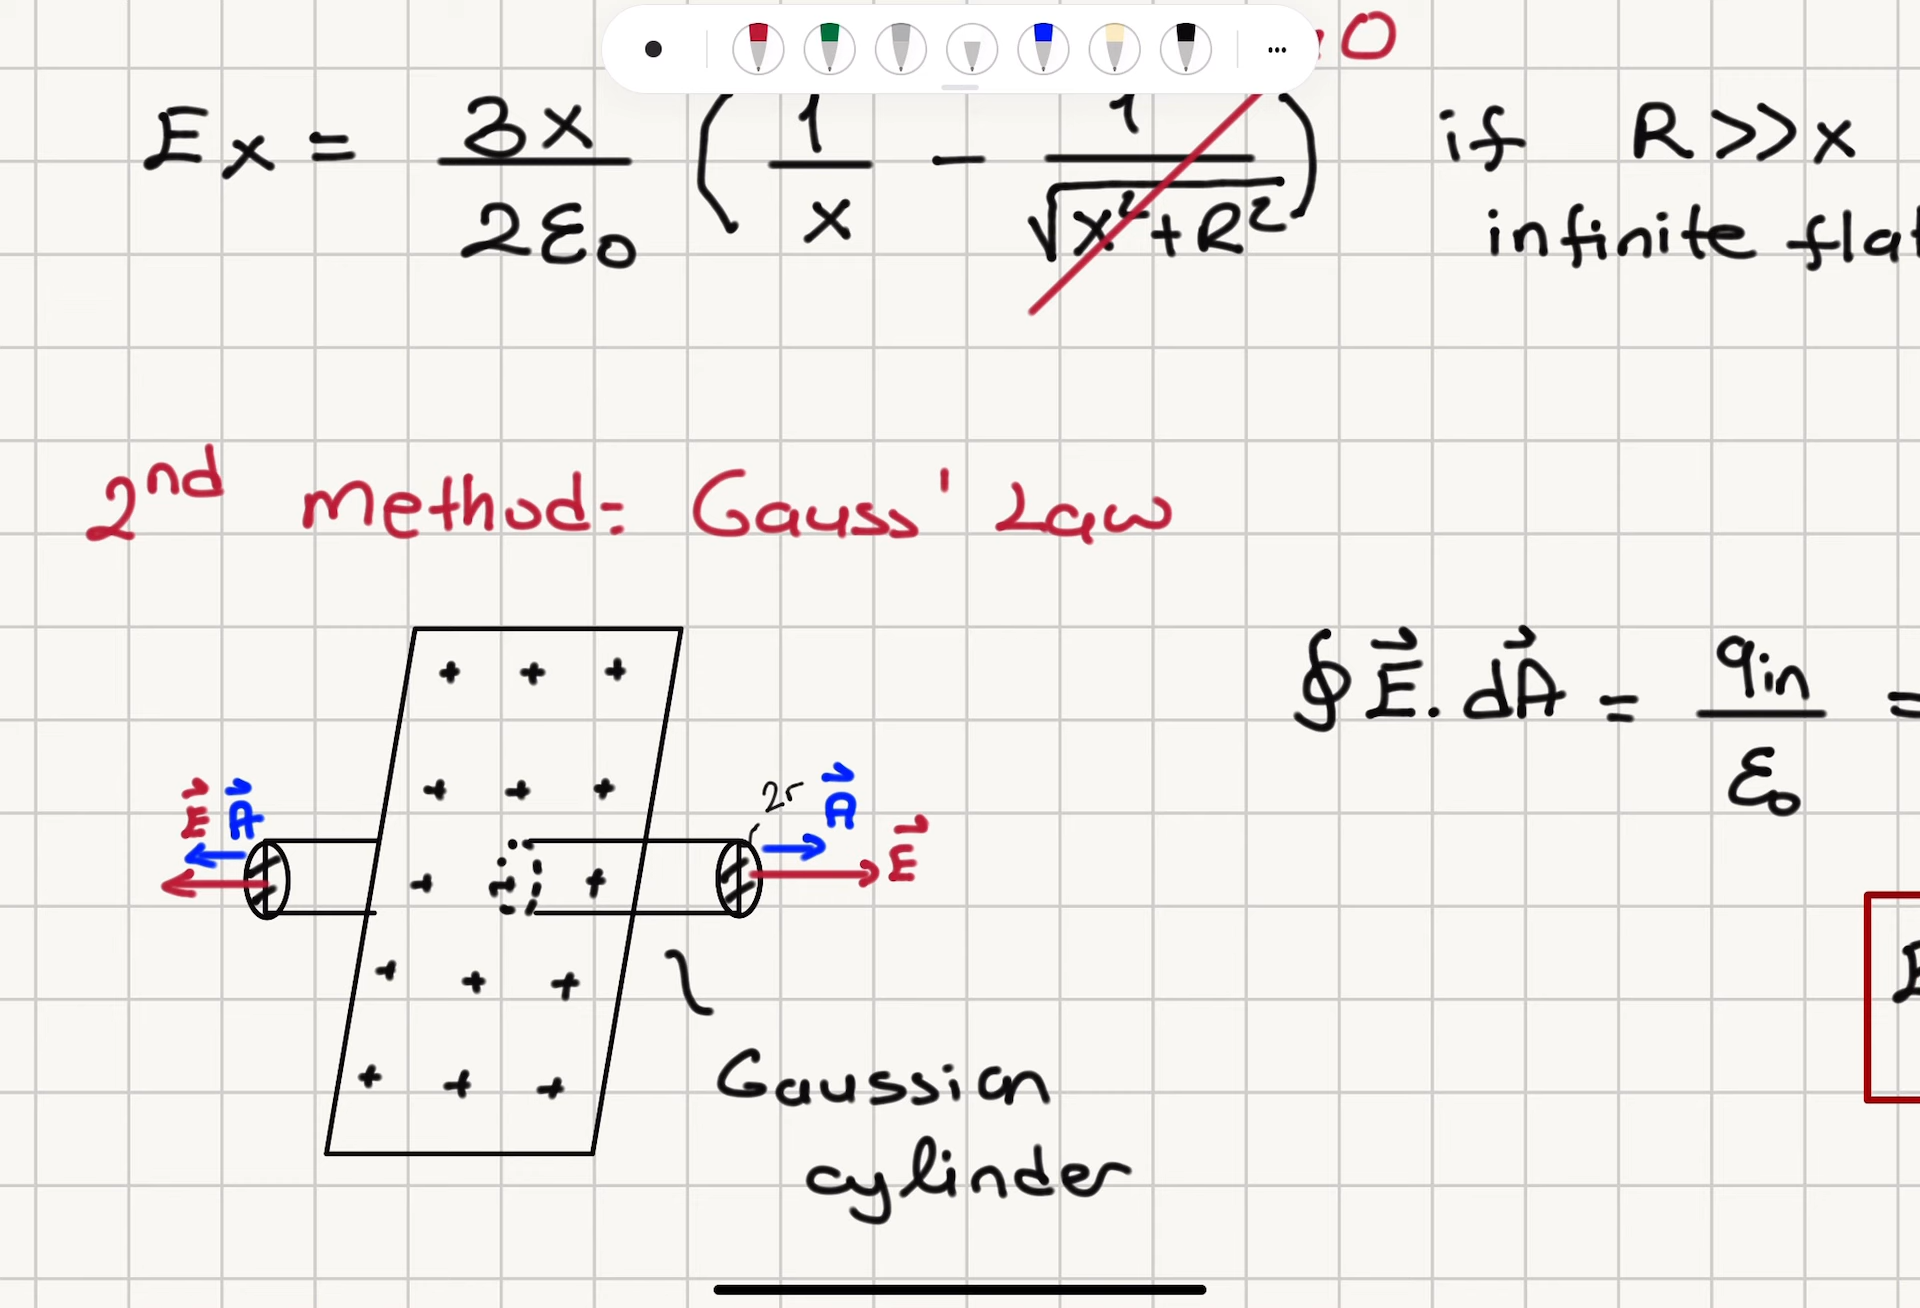 0
Ex = 3x / 2ε₀ ( 1 / x − 1 / √(x² + R²) ) if R >> x
infinite flat
2nd Method: Gauss' Law
∮ E⃗ . dA⃗ = qin / ε₀ =
E⃗ A⃗
2r A⃗
E⃗
E
Gaussian
cylinder